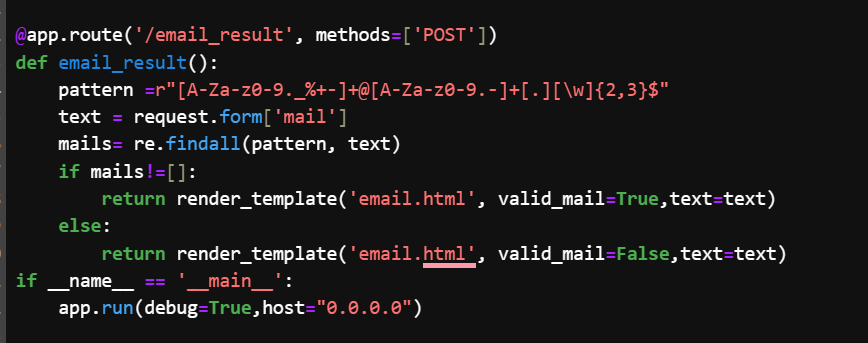 @app.route('/email_result', methods=['POST'])
def email_result():
    pattern =r"[A-Za-z0-9._%+-]+@[A-Za-z0-9.-]+[.][\w]{2,3}$"
    text = request.form['mail']
    mails= re.findall(pattern, text)
    if mails!=[]:
        return render_template('email.html', valid_mail=True,text=text)
    else:
        return render_template('email.html', valid_mail=False,text=text)
if __name__ == '__main__':
    app.run(debug=True,host="0.0.0.0")